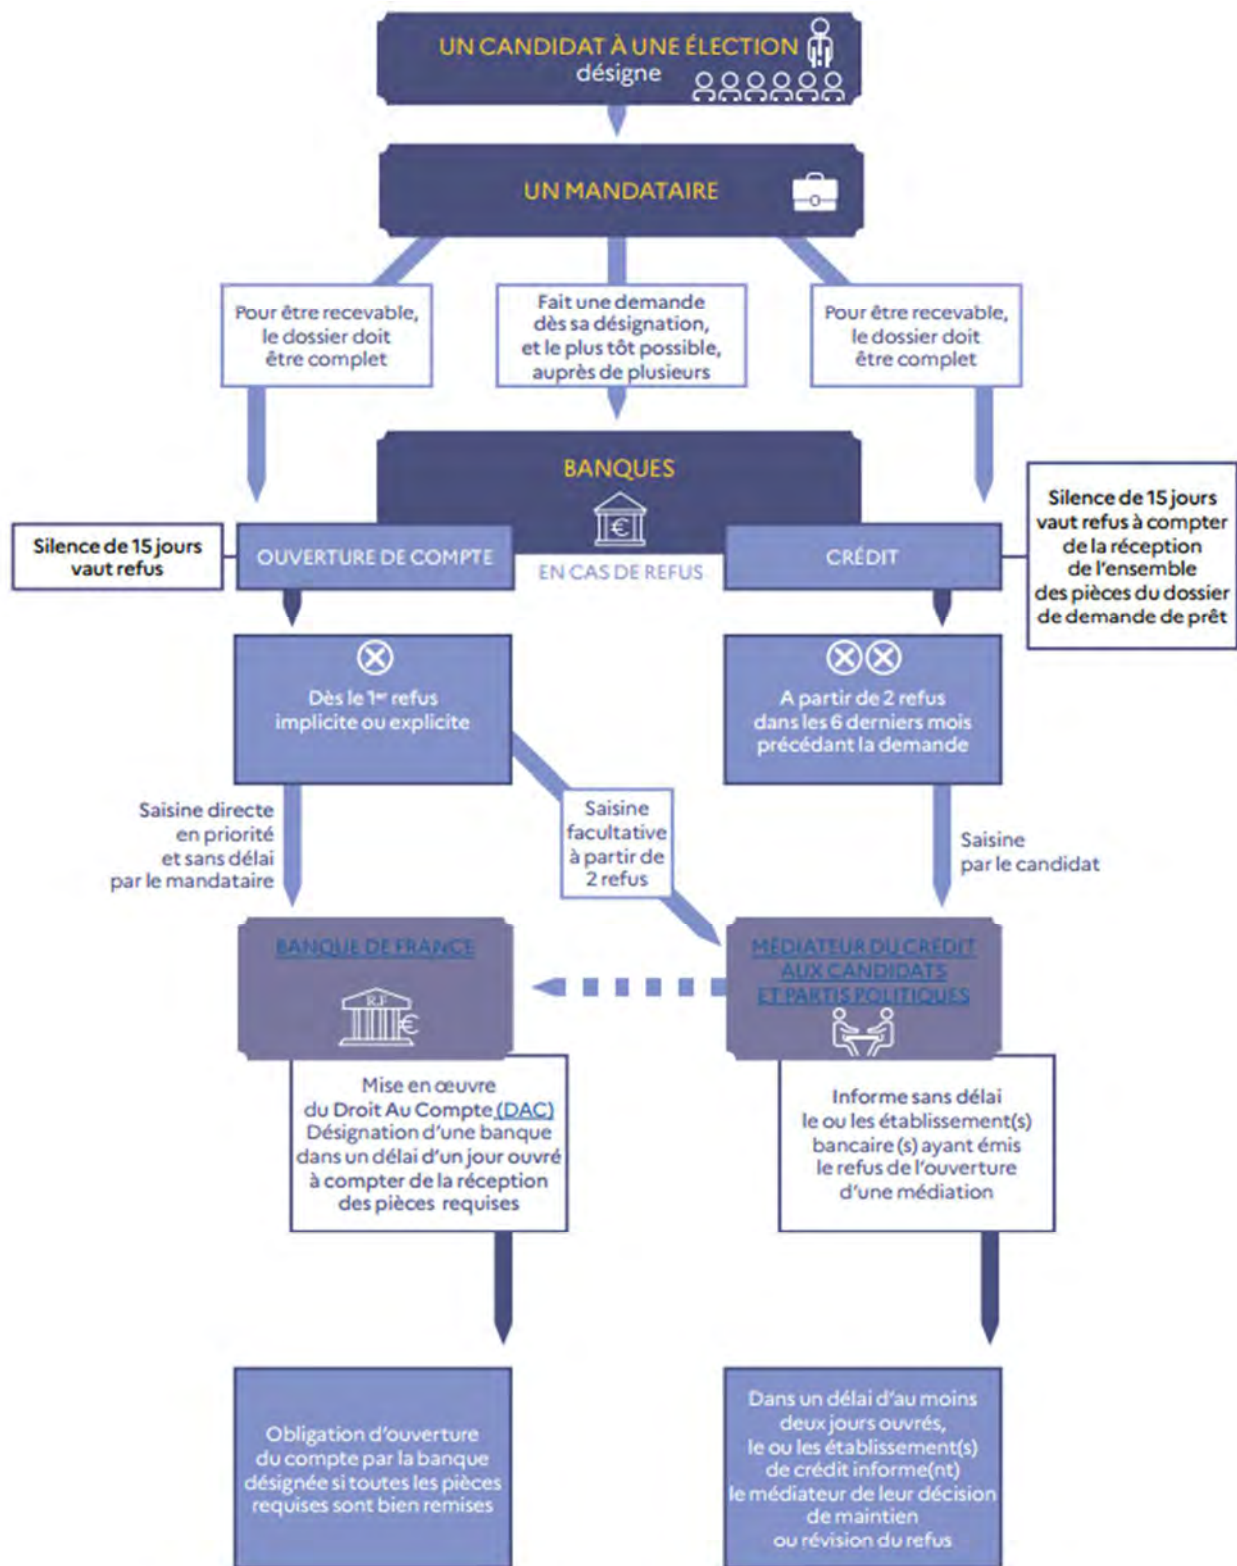 UN CANDIDAT À UNE ÉLECTION
désigne
UN MANDATAIRE
Pour être recevable,
le dossier doit
être complet
Fait une demande
dès sa désignation,
et le plus tôt possible,
auprès de plusieurs
Pour être recevable,
le dossier doit
être complet
BANQUES
€
Silence de 15 jours
vaut refus
OUVERTURE DE COMPTE
EN CAS DE REFUS
CRÉDIT
Silence de 15 jours
vaut refus à compter
de la réception
de l'ensemble
des pièces du dossier
de demande de prêt
Dès le 1er refus
implicite ou explicite
A partir de 2 refus
dans les 6 derniers mois
précédant la demande
Saisine directe
en priorité
et sans délai
par le mandataire
Saisine
facultative
à partir de
2 refus
Saisine
par le candidat
BANQUE DE FRANCE
R.F
€
MÉDIATEUR DU CRÉDIT
AUX CANDIDATS
ET PARTIS POLITIQUES
Mise en œuvre
du Droit Au Compte (DAC)
Désignation d'une banque
dans un délai d'un jour ouvré
à compter de la réception
des pièces requises
Informe sans délai
le ou les établissement(s)
bancaire (s) ayant émis
le refus de l'ouverture
d'une médiation
Obligation d'ouverture
du compte par la banque
désignée si toutes les pièces
requises sont bien remises
Dans un délai d'au moins
deux jours ouvrés,
le ou les établissement(s)
de crédit informe(nt)
le médiateur de leur décision
de maintien
ou révision du refus